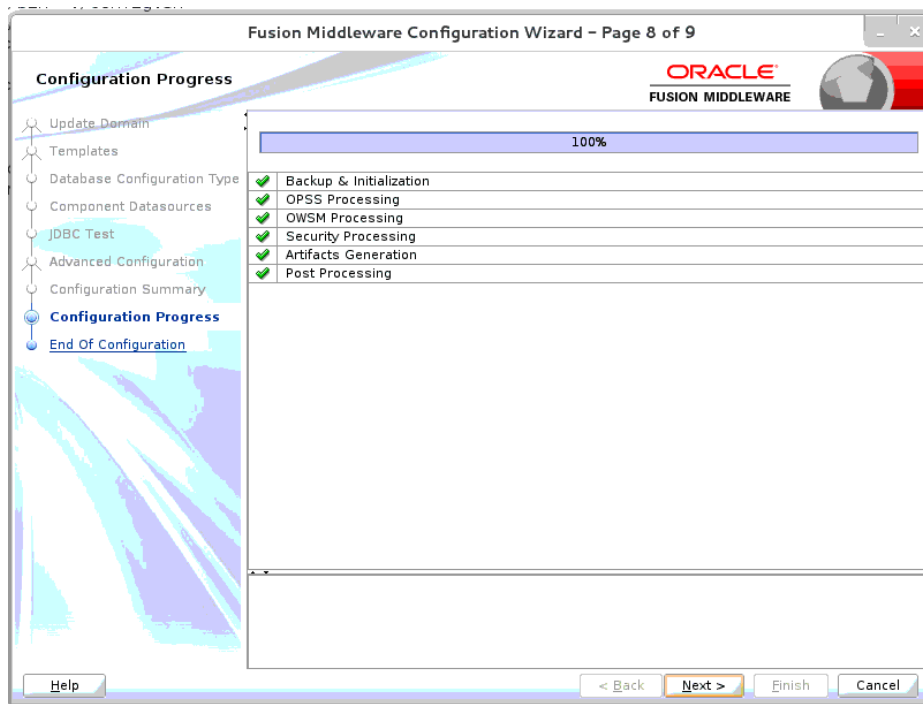 Fusion Middleware Configuration Wizard – Page 8 of 9
Configuration Progress
ORACLE
FUSION MIDDLEWARE
Update Domain
Templates
Database Configuration Type
Component Datasources
JDBC Test
Advanced Configuration
Configuration Summary
Configuration Progress
End Of Configuration
100%
Backup & Initialization
OPSS Processing
OWSM Processing
Security Processing
Artifacts Generation
Post Processing
Help
< Back
Next >
Finish
Cancel